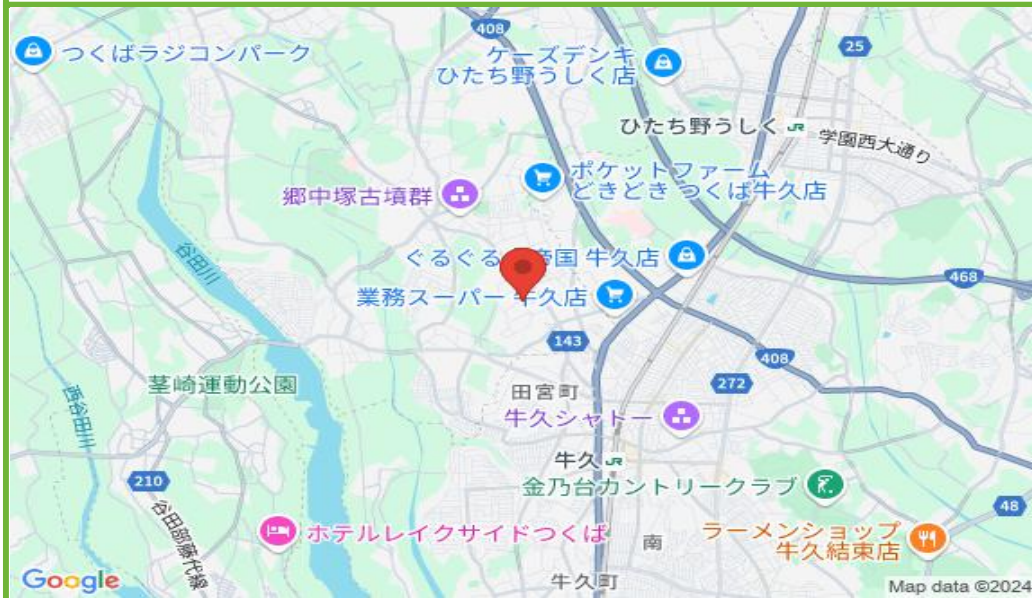 408
25
つくばラジコンパーク
ケーズデンキ
ひたち野うしく店
ひたち野うしく JR
学園西大通り
ポケットファーム
どきどき つくば牛久店
郷中塚古墳群
谷田川
ぐるぐる
帝国 牛久店
468
業務スーパー 牛久店
143
408
272
茎崎運動公園
田宮町
西谷田川
牛久シャトー
牛久 JR
210
金乃台カントリークラブ
48
谷田部藤代線
ホテルレイクサイドつくば
南
ラーメンショップ
牛久結束店
牛久町
Google
Map data ©2024